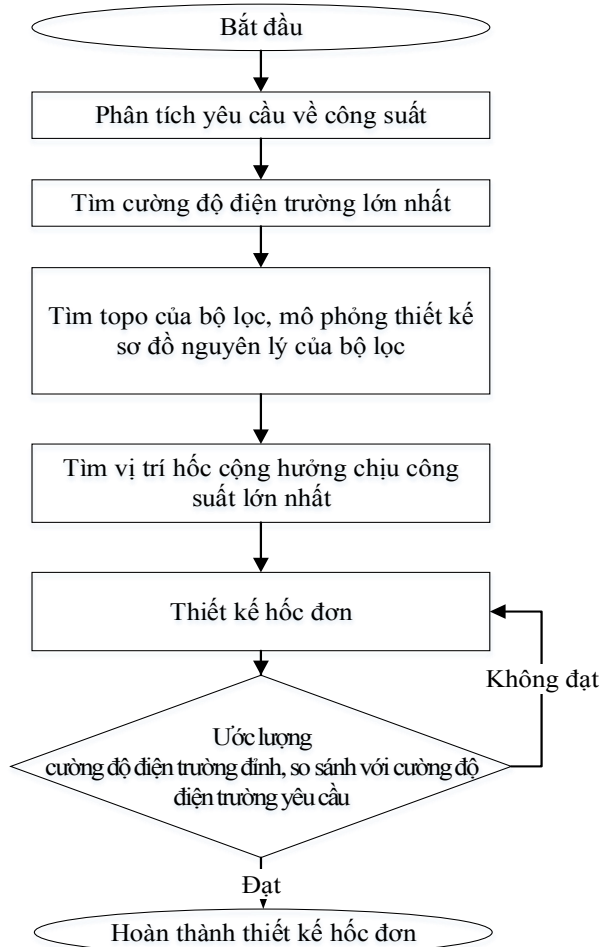 Bắt đầu
Phân tích yêu cầu về công suất
Tìm cường độ điện trường lớn nhất
Tìm topo của bộ lọc, mô phỏng thiết kế
sơ đồ nguyên lý của bộ lọc
Tìm vị trí hốc cộng hưởng chịu công
suất lớn nhất
Thiết kế hốc đơn
Không đạt
Ước lượng
cường độ điện trường đỉnh, so sánh với cường độ
điện trường yêu cầu
Đạt
Hoàn thành thiết kế hốc đơn